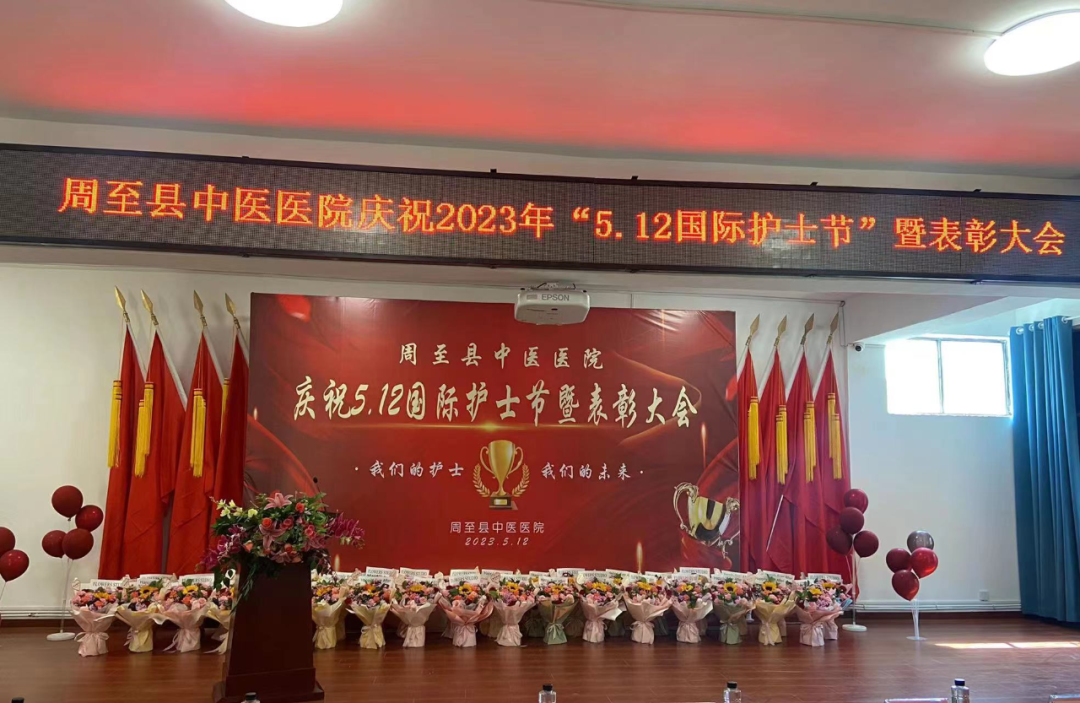 周至县中医医院庆祝2023年“5.12国际护士节”暨表彰大会
EPSON
周至县中医医院
庆祝5.12国际护士节暨表彰大会
·我们的护士 我们的未来·
周至县中医医院
2023.5.12